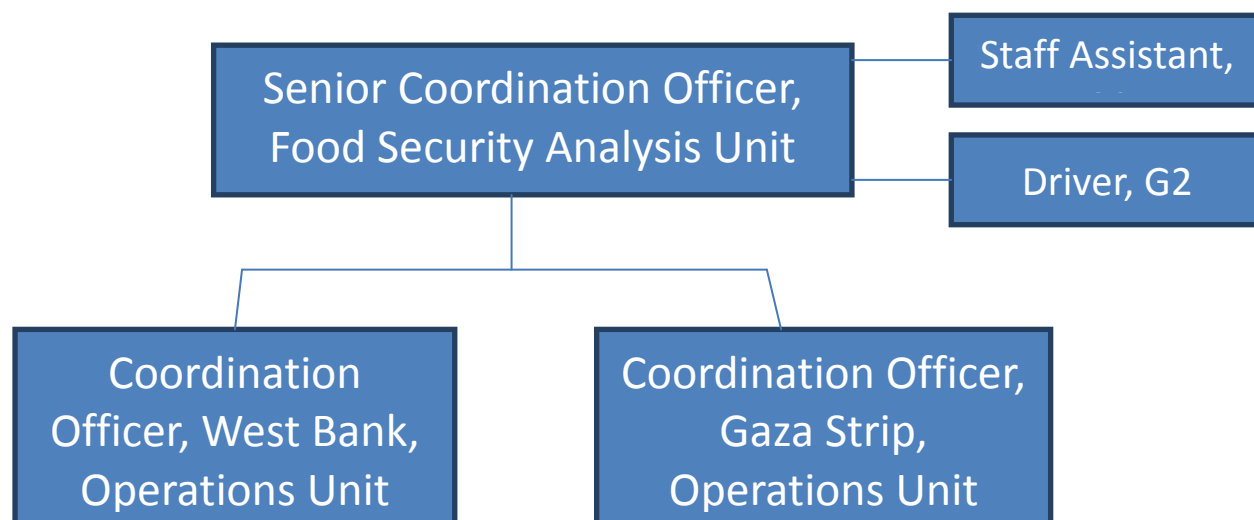 Senior Coordination Officer,
Food Security Analysis Unit
Staff Assistant,
Driver, G2
Coordination
Officer, West Bank,
Operations Unit
Coordination Officer,
Gaza Strip,
Operations Unit